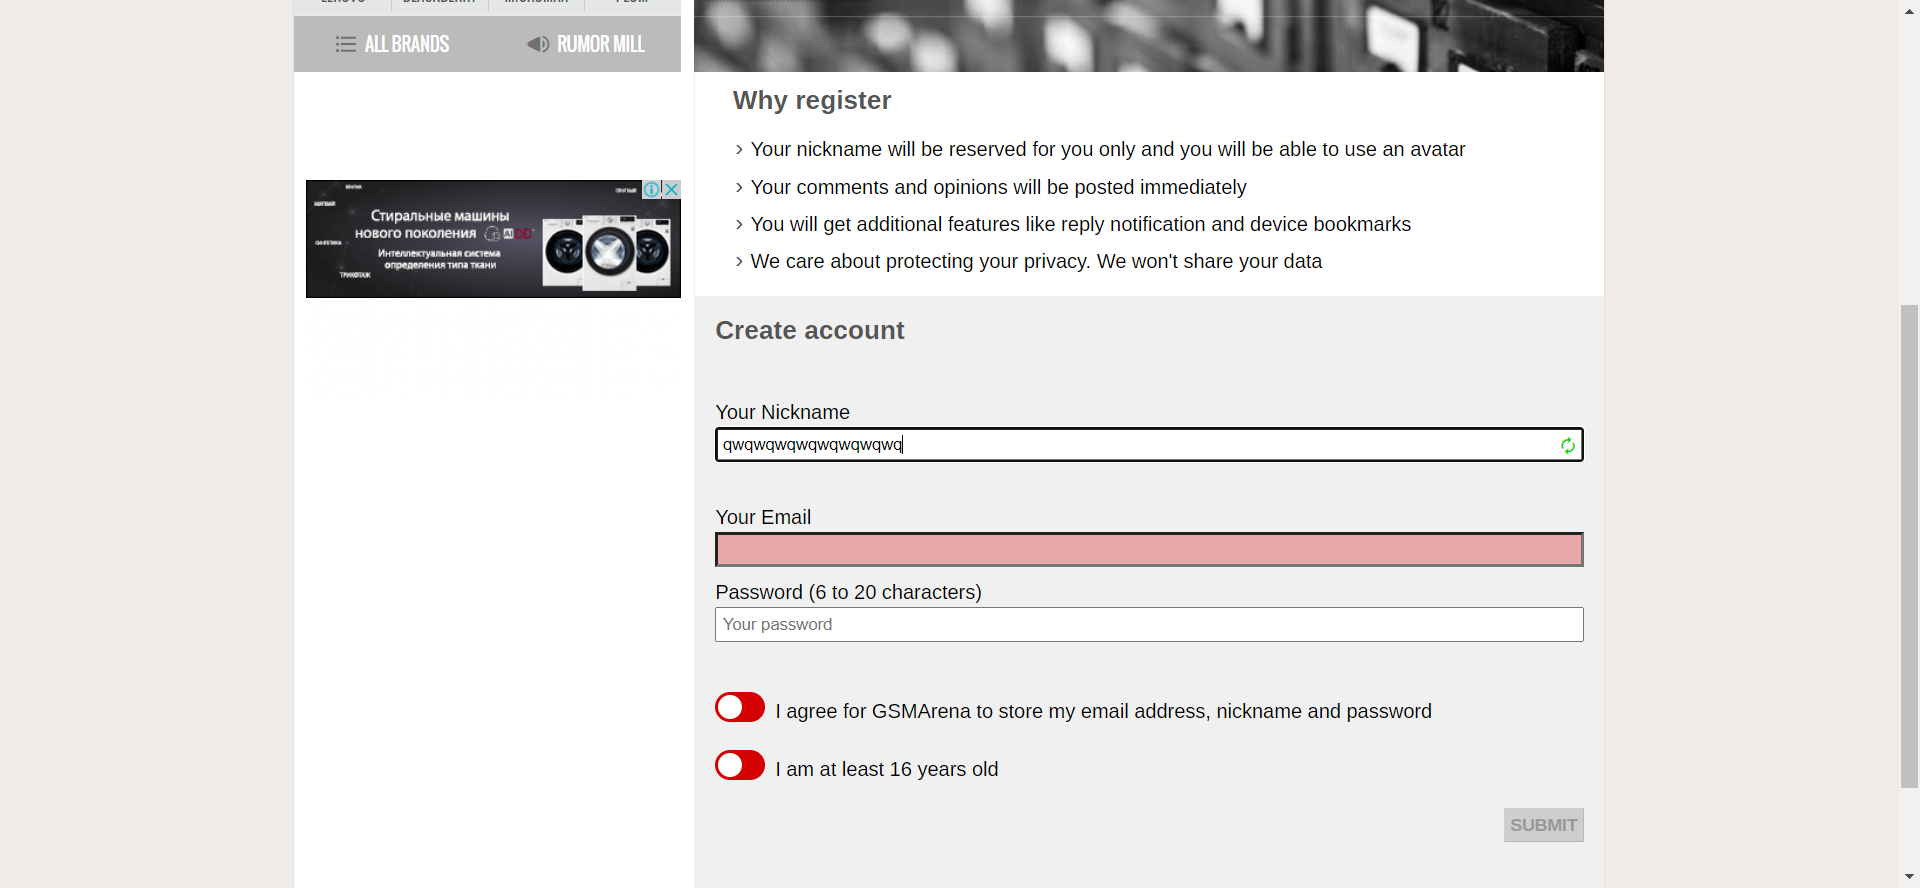 ALL BRANDS
RUMOR MILL
Why register
Your nickname will be reserved for you only and you will be able to use an avatar
Your comments and opinions will be posted immediately
You will get additional features like reply notification and device bookmarks
We care about protecting your privacy. We won't share your data
Стиральные машины
нового поколения AI DD
Интеллектуальная система
определения типа ткани
ТРИКОТАЖ
Create account
Your Nickname
qwqwqwqwqwqwqwqwq
Your Email
Password (6 to 20 characters)
Your password
I agree for GSMArena to store my email address, nickname and password
I am at least 16 years old
SUBMIT